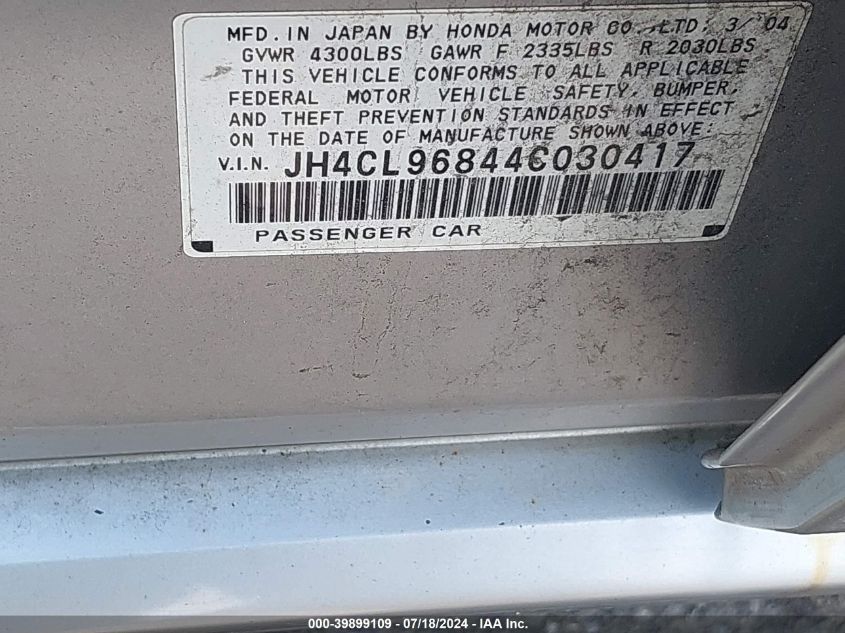 MFD. IN JAPAN BY HONDA MOTOR CO., LTD; 3/'04
GVWR 4300LBS GAWR F 2335LBS R 2030LBS
THIS VEHICLE CONFORMS TO ALL APPLICABLE
FEDERAL MOTOR VEHICLE SAFETY, BUMPER,
AND THEFT PREVENTION STANDARDS IN EFFECT
ON THE DATE OF MANUFACTURE SHOWN ABOVE:
V.I.N. JH4CL96844C030417
PASSENGER CAR
000-39899109 / 07/18/2024 - IAA Inc.